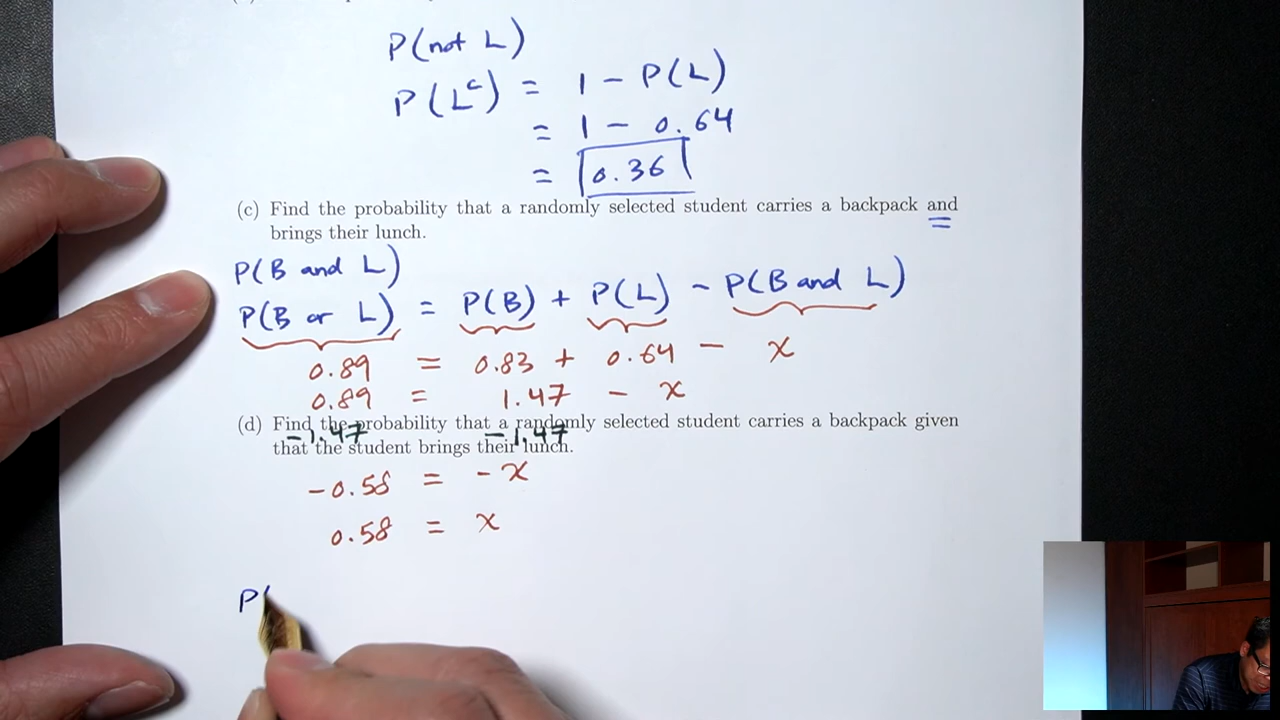 P(not L)
P(Lᶜ) = 1 − P(L)
= 1 − 0.64
= 0.36
(c) Find the probability that a randomly selected student carries a backpack and
brings their lunch.
P(B and L)
P(B or L) = P(B) + P(L) − P(B and L)
0.89 = 0.83 + 0.64 − x
0.89 = 1.47 − x
(d) Find the probability that a randomly selected student carries a backpack given
−1.47 −1.47
that the student brings their lunch.
−0.58 = −x
0.58 = x
P(